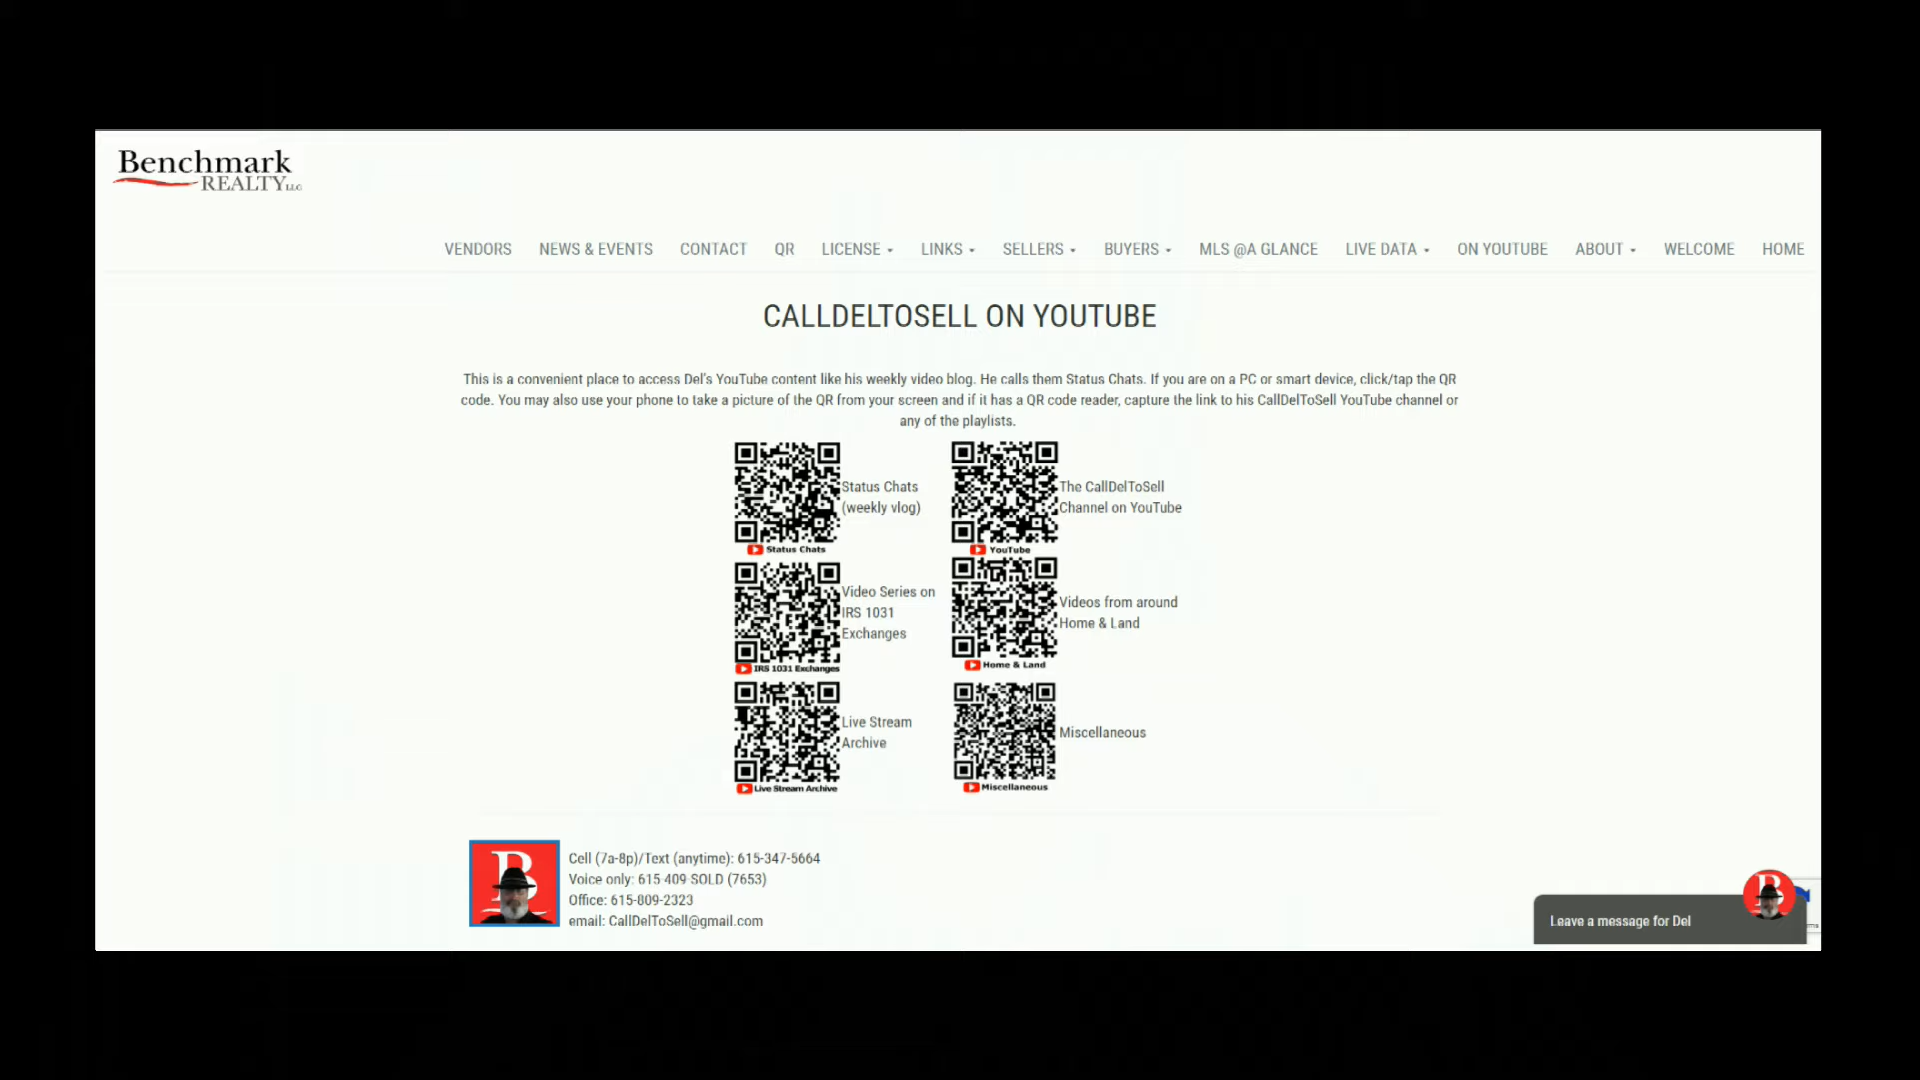 Benchmark
REALTY LLC
VENDORS NEWS & EVENTS CONTACT QR LICENSE LINKS SELLERS BUYERS MLS @A GLANCE LIVE DATA ON YOUTUBE ABOUT WELCOME HOME
CALLDELTOSELL ON YOUTUBE
This is a convenient place to access Del's YouTube content like his weekly video blog. He calls them Status Chats. If you are on a PC or smart device, click/tap the QR
code. You may also use your phone to take a picture of the QR from your screen and if it has a QR code reader, capture the link to his CallDelToSell YouTube channel or
any of the playlists.
Status Chats
(weekly vlog)
Status Chats
The CallDelToSell
Channel on YouTube
YouTube
Video Series on
IRS 1031
Exchanges
IRS 1031 Exchanges
Videos from around
Home & Land
Home & Land
Live Stream
Archive
Live Stream Archive
Miscellaneous
Miscellaneous
B
Cell (7a-8p)/Text (anytime): 615-347-5664
Voice only: 615-409-SOLD (7653)
Office: 615-809-2323
email: CallDelToSell@gmail.com
B
Leave a message for Del